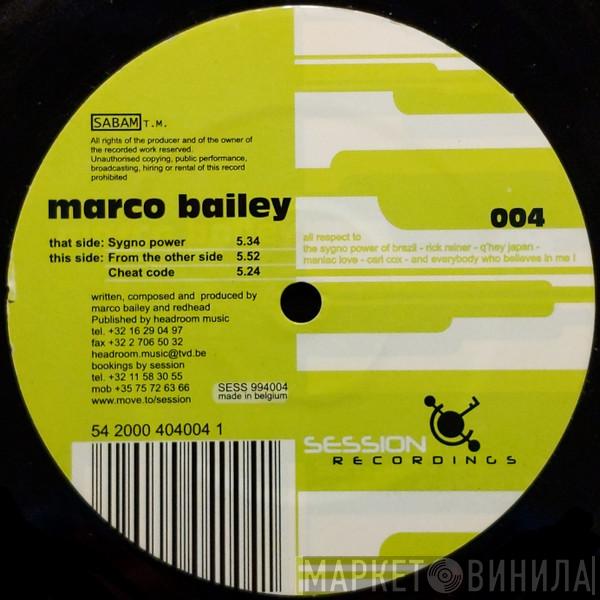 SABAM T.M.
All rights of the producer and of the owner of
the recorded work reserved.
Unauthorised copying, public performance,
broadcasting, hiring or rental of this record
prohibited
marco bailey
004
that side: Sygno power 5.34
this side: From the other side 5.52
Cheat code 5.24
all respect to
the sygno power of brazil - rick rainer - q'hey japan -
maniac love - carl cox - and everybody who believes in me !
written, composed and produced by
marco bailey and redhead
Published by headroom music
tel. +32 16 29 04 97
fax +32 2 706 50 32
headroom.music@tvd.be
bookings by session
tel. +32 11 58 30 55
mob +35 75 72 63 66
www.move.to/session
SESS 994004
made in belgium
54 2000 404004 1
SESSION
RECORDINGS
МАРКЕТ ВИНИЛА